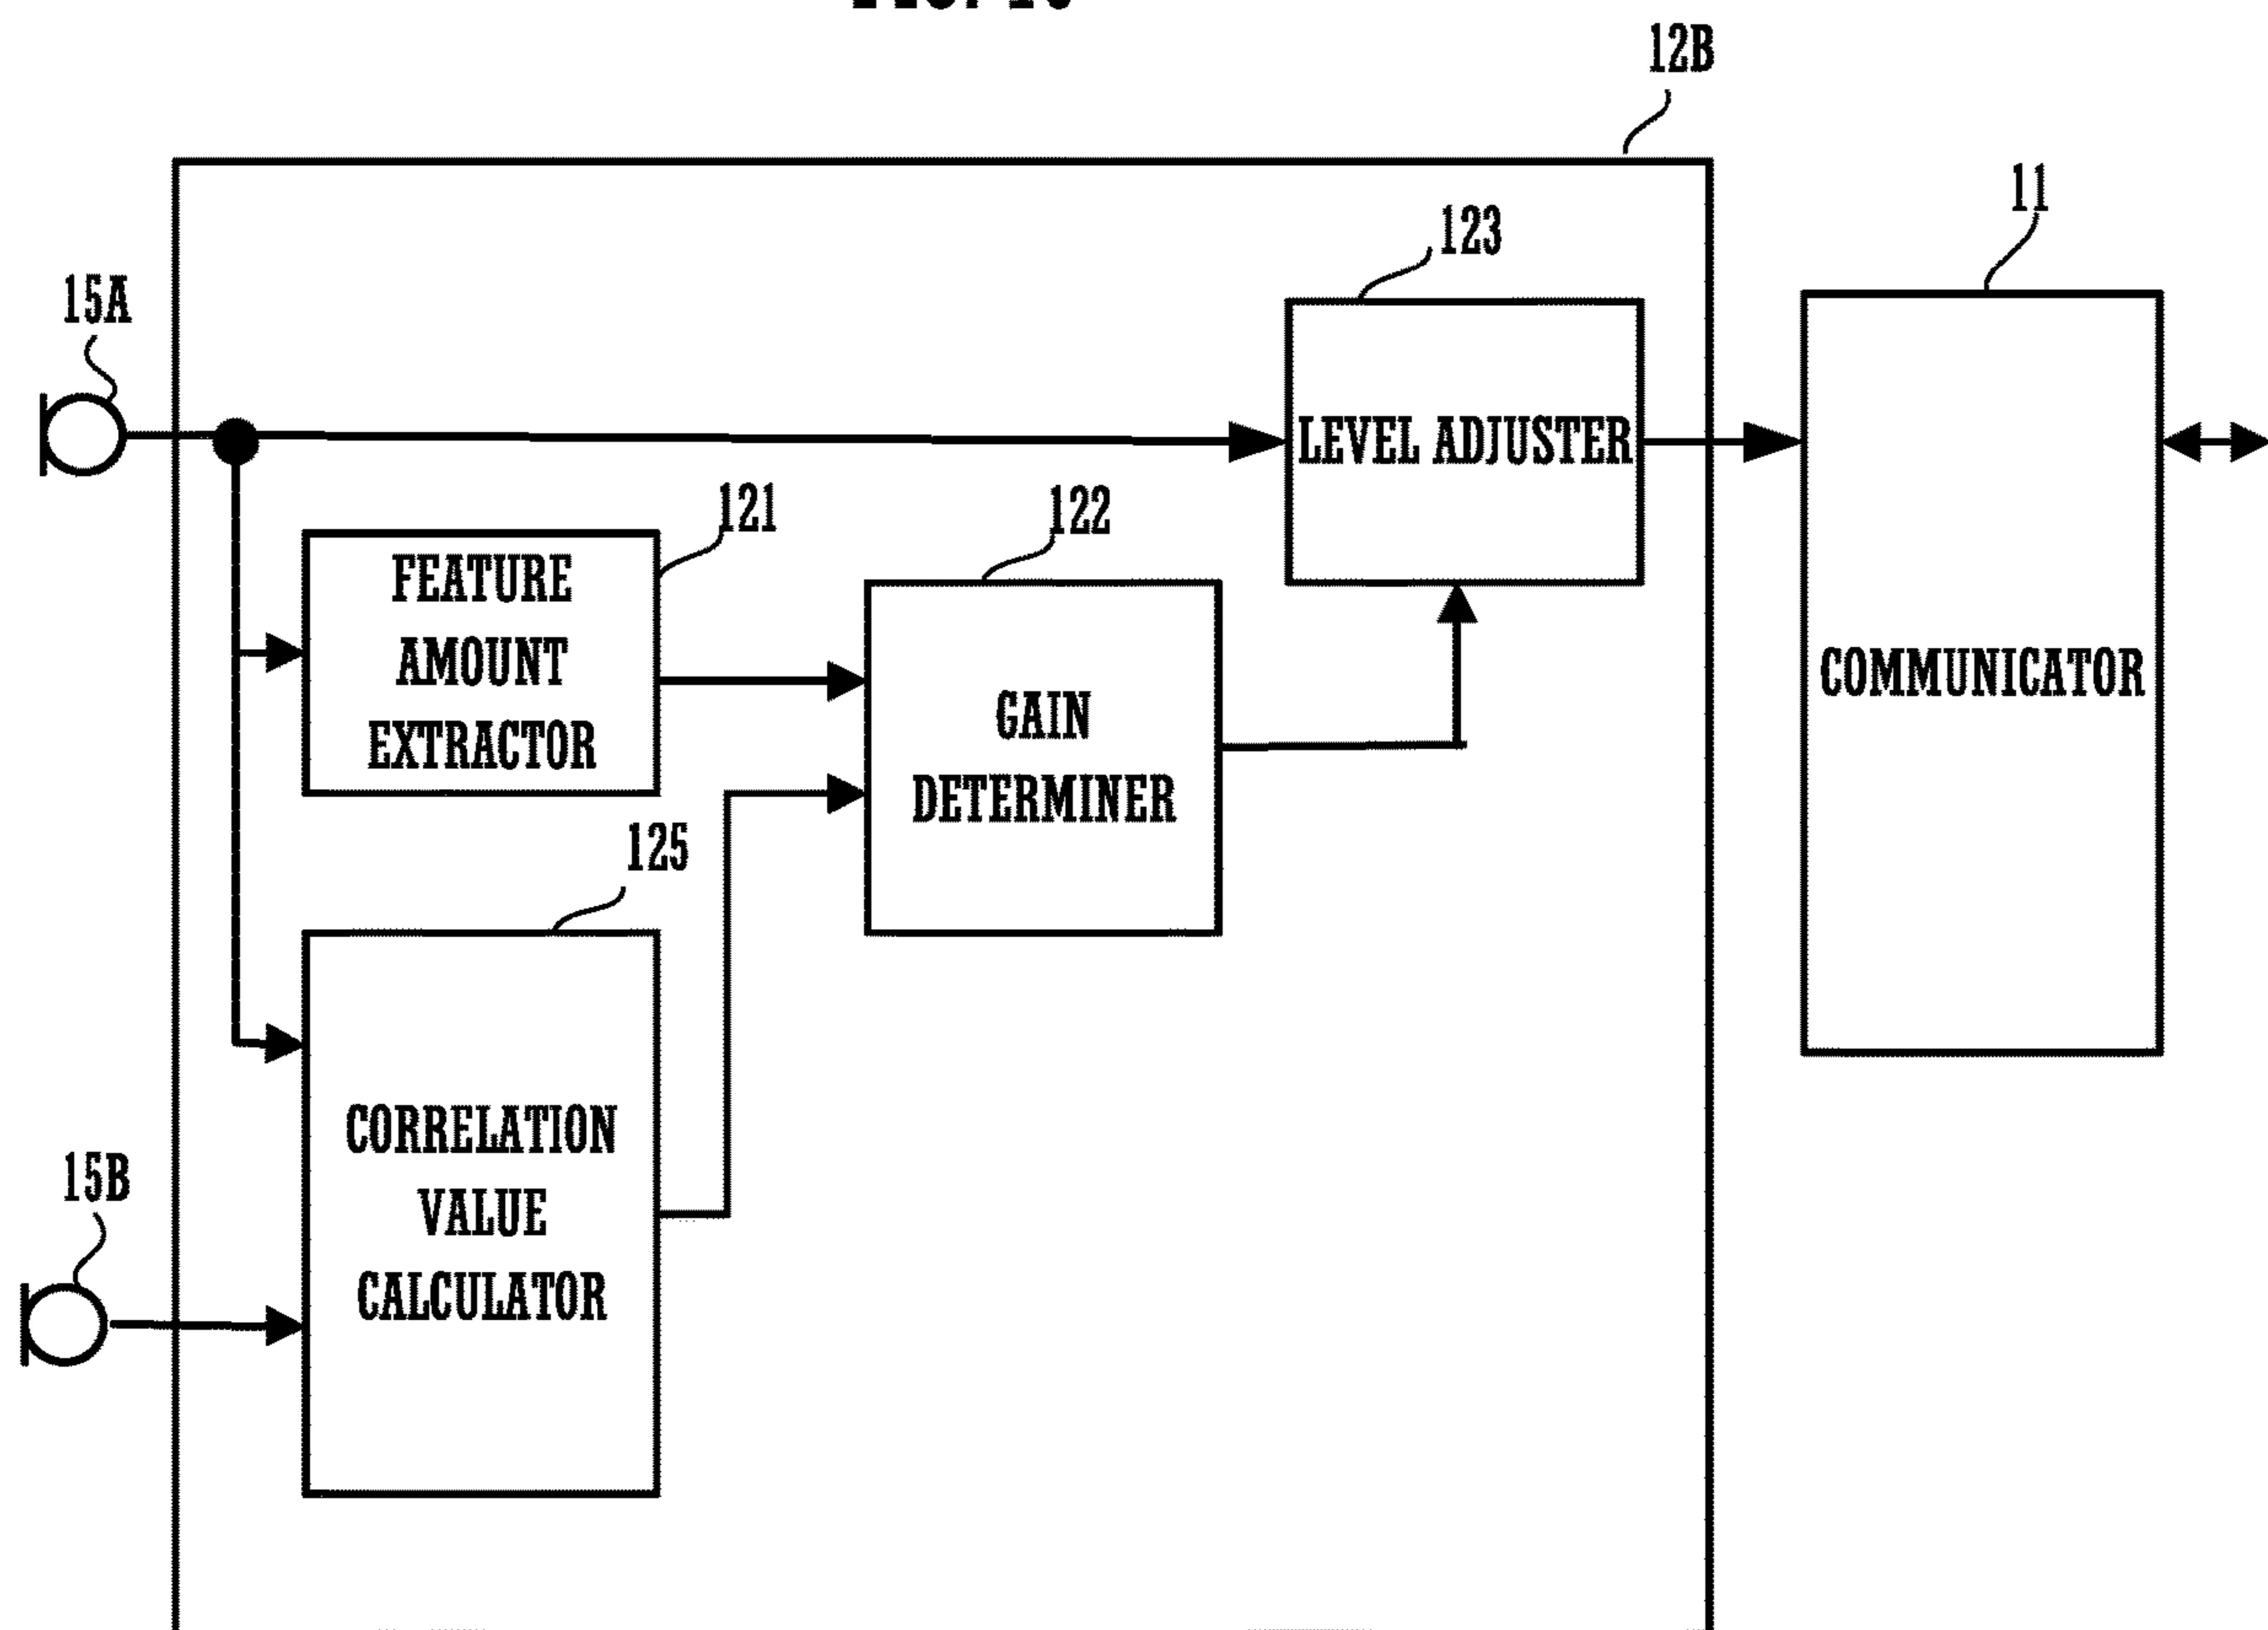 12B
11
123
15A
LEVEL ADJUSTER
121
122
FEATURE
AMOUNT
EXTRACTOR
GAIN
DETERMINER
COMMUNICATOR
125
CORRELATION
VALUE
CALCULATOR
15B